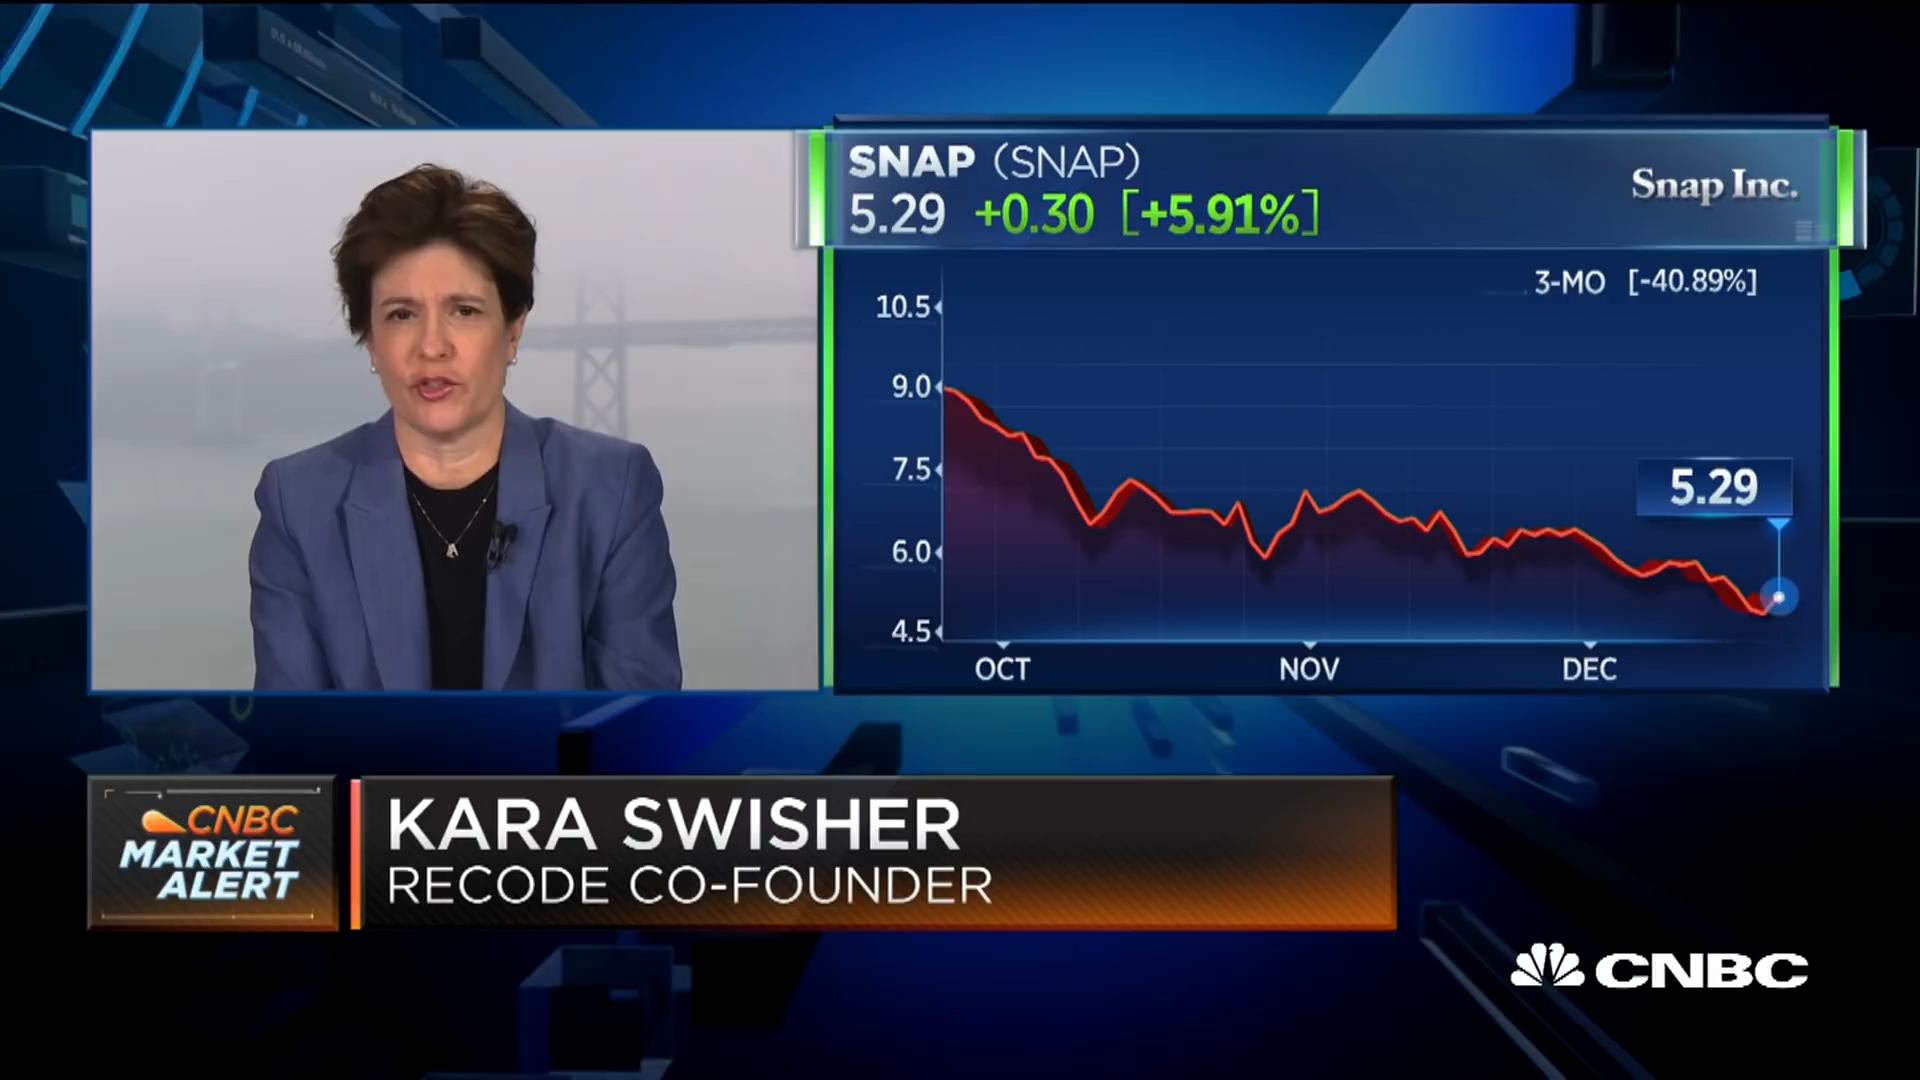 SNAP (SNAP)
5.29 +0.30 [+5.91%]
Snap Inc.
3-MO [-40.89%]
10.5
9.0
7.5
6.0
4.5
5.29
OCT NOV DEC
CNBC
MARKET
ALERT
KARA SWISHER
RECODE CO-FOUNDER
CNBC